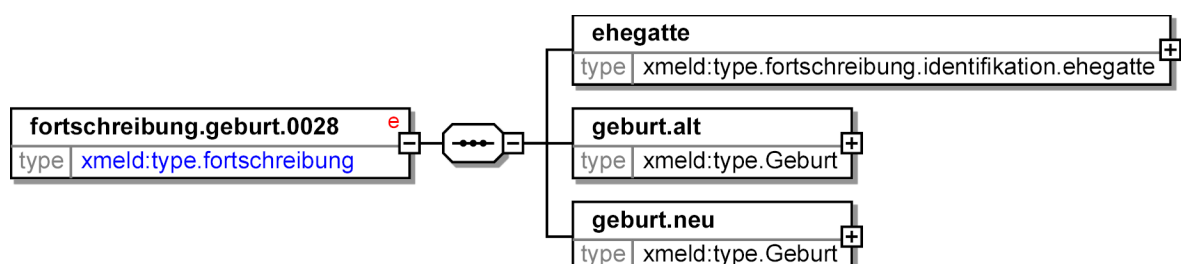 ehegatte
type xmeld:type.fortschreibung.identifikation.ehegatte
fortschreibung.geburt.0028 e
type xmeld:type.fortschreibung
geburt.alt
type xmeld:type.Geburt
geburt.neu
type xmeld:type.Geburt